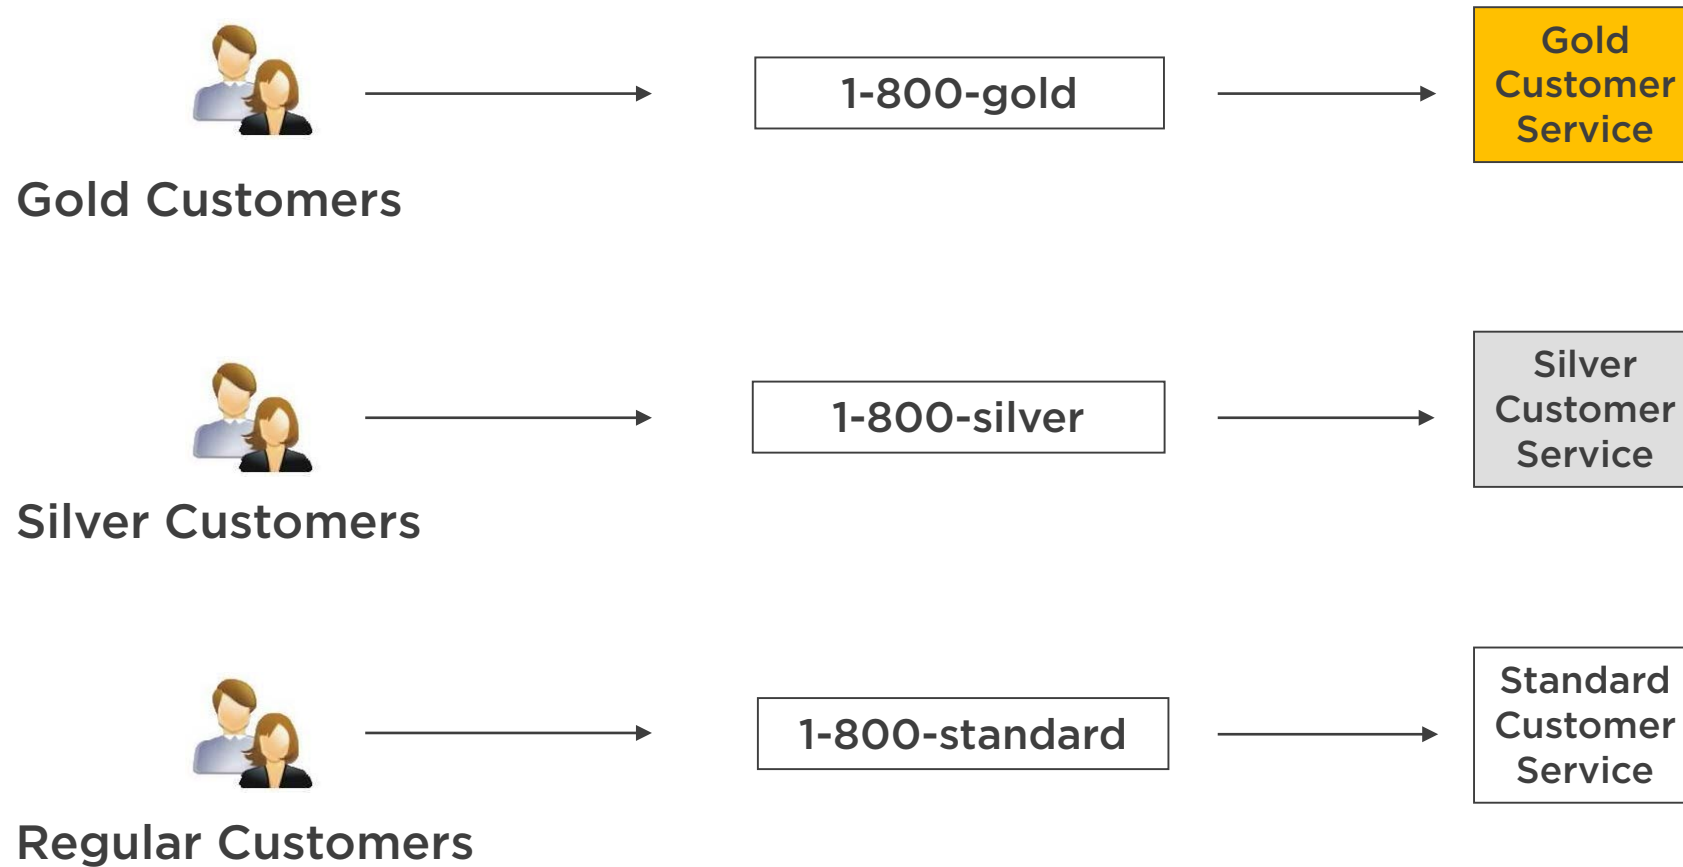 1-800-gold
Gold
Customer
Service
Gold Customers
1-800-silver
Silver
Customer
Service
Silver Customers
1-800-standard
Standard
Customer
Service
Regular Customers